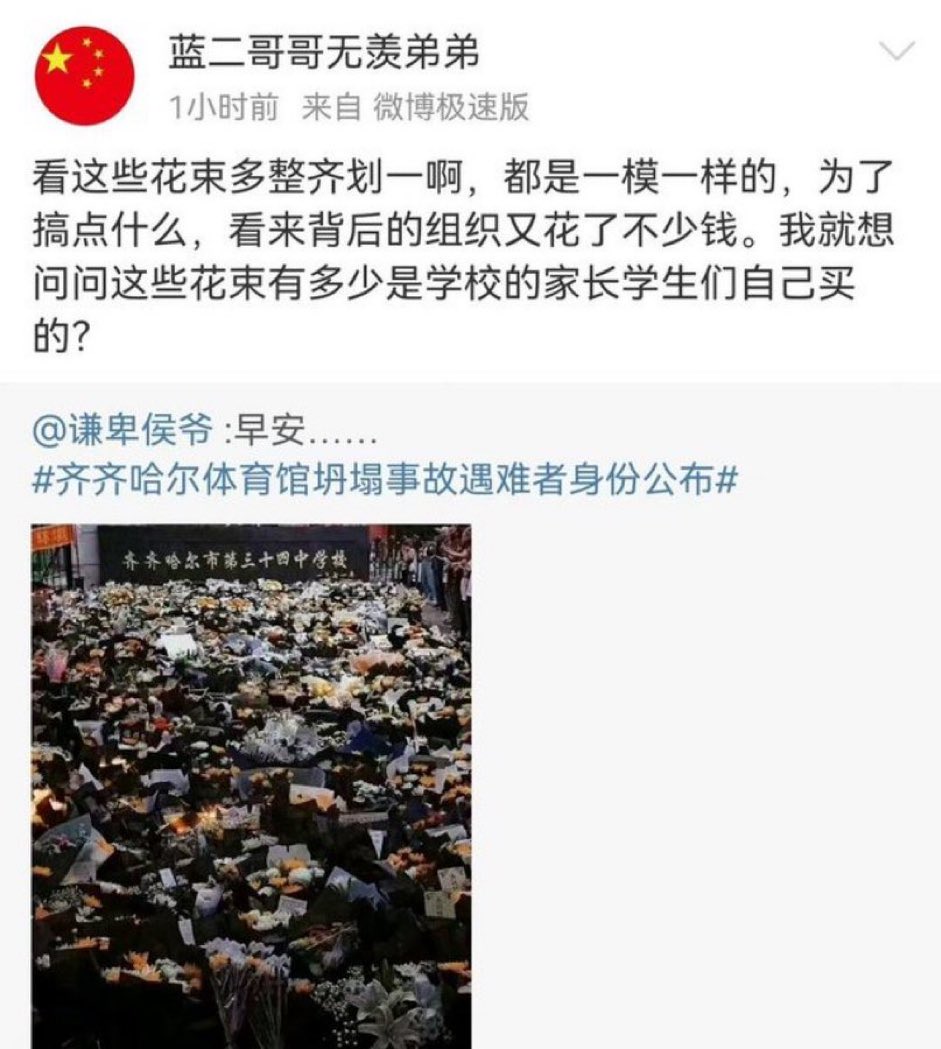 蓝二哥哥无羡弟弟
1小时前 来自 微博极速版
看这些花束多整齐划一啊，都是一模一样的，为了
搞点什么，看来背后的组织又花了不少钱。我就想
问问这些花束有多少是学校的家长学生们自己买
的？
@谦卑侯爷 :早安……
#齐齐哈尔体育馆坍塌事故遇难者身份公布#
齐齐哈尔市第三十四中学校